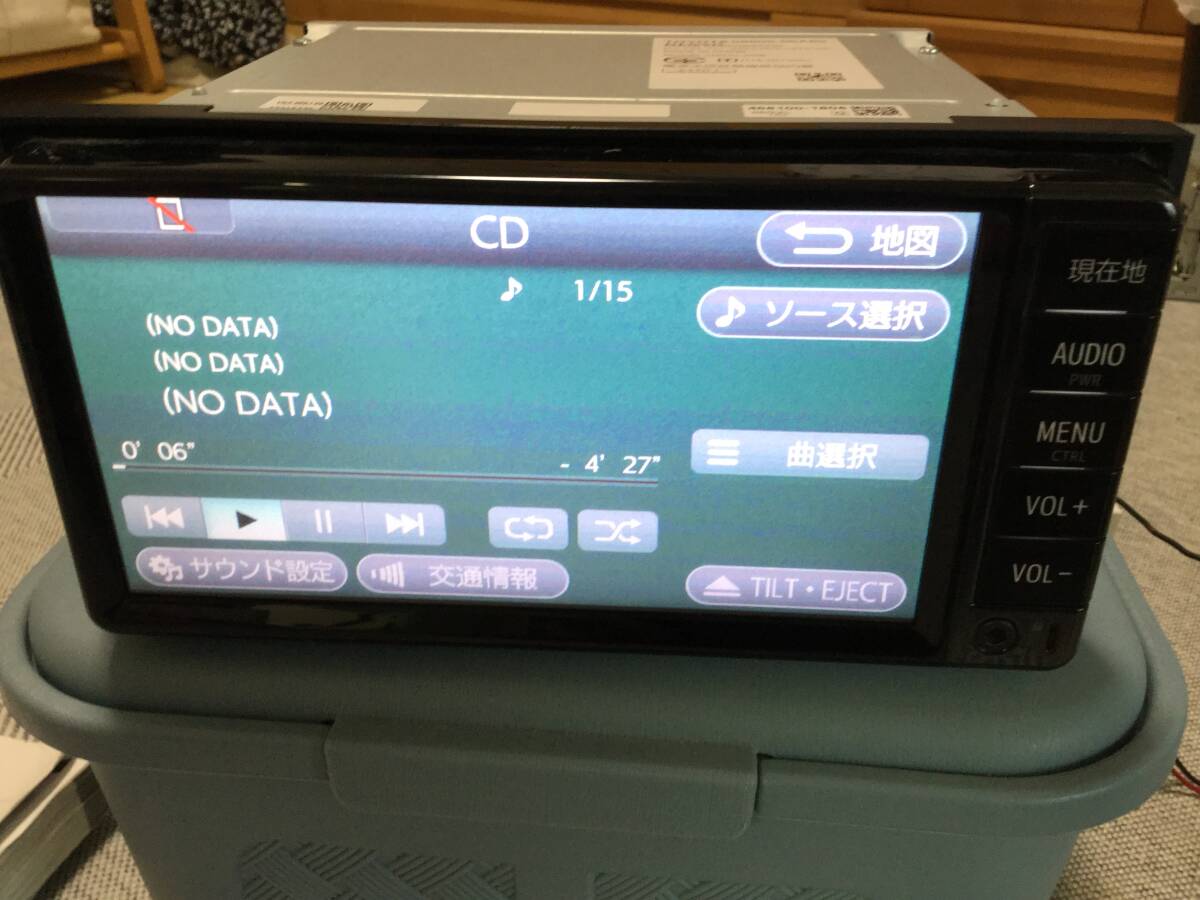 CD
地図
1/15
ソース選択
(NO DATA)
(NO DATA)
(NO DATA)
0' 06"
- 4' 27"
曲選択
サウンド設定
交通情報
TILT・EJECT
現在地
AUDIO
PWR
MENU
CTRL
VOL+
VOL-